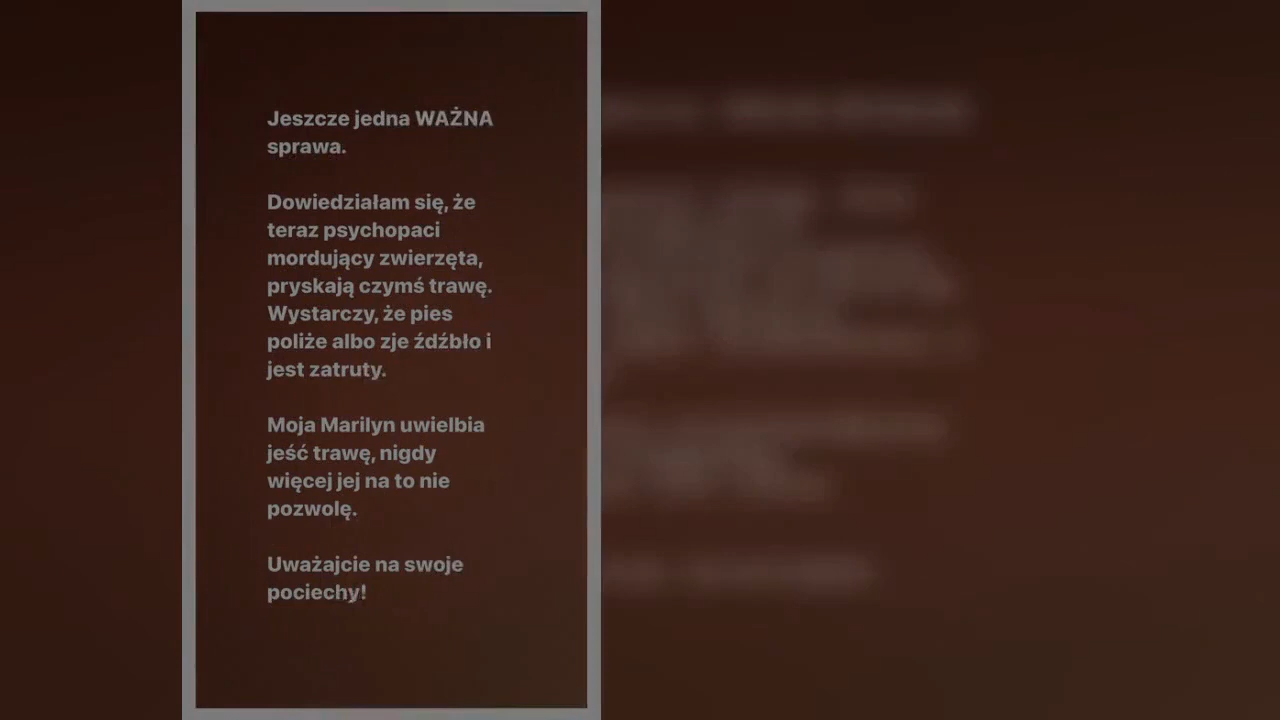 Jeszcze jedna WAŻNA
sprawa.
Dowiedziałam się, że
teraz psychopaci
mordujący zwierzęta,
pryskają czymś trawę.
Wystarczy, że pies
poliże albo zje źdźbło i
jest zatruty.
Moja Marilyn uwielbia
jeść trawę, nigdy
więcej jej na to nie
pozwolę.
Uważajcie na swoje
pociechy!